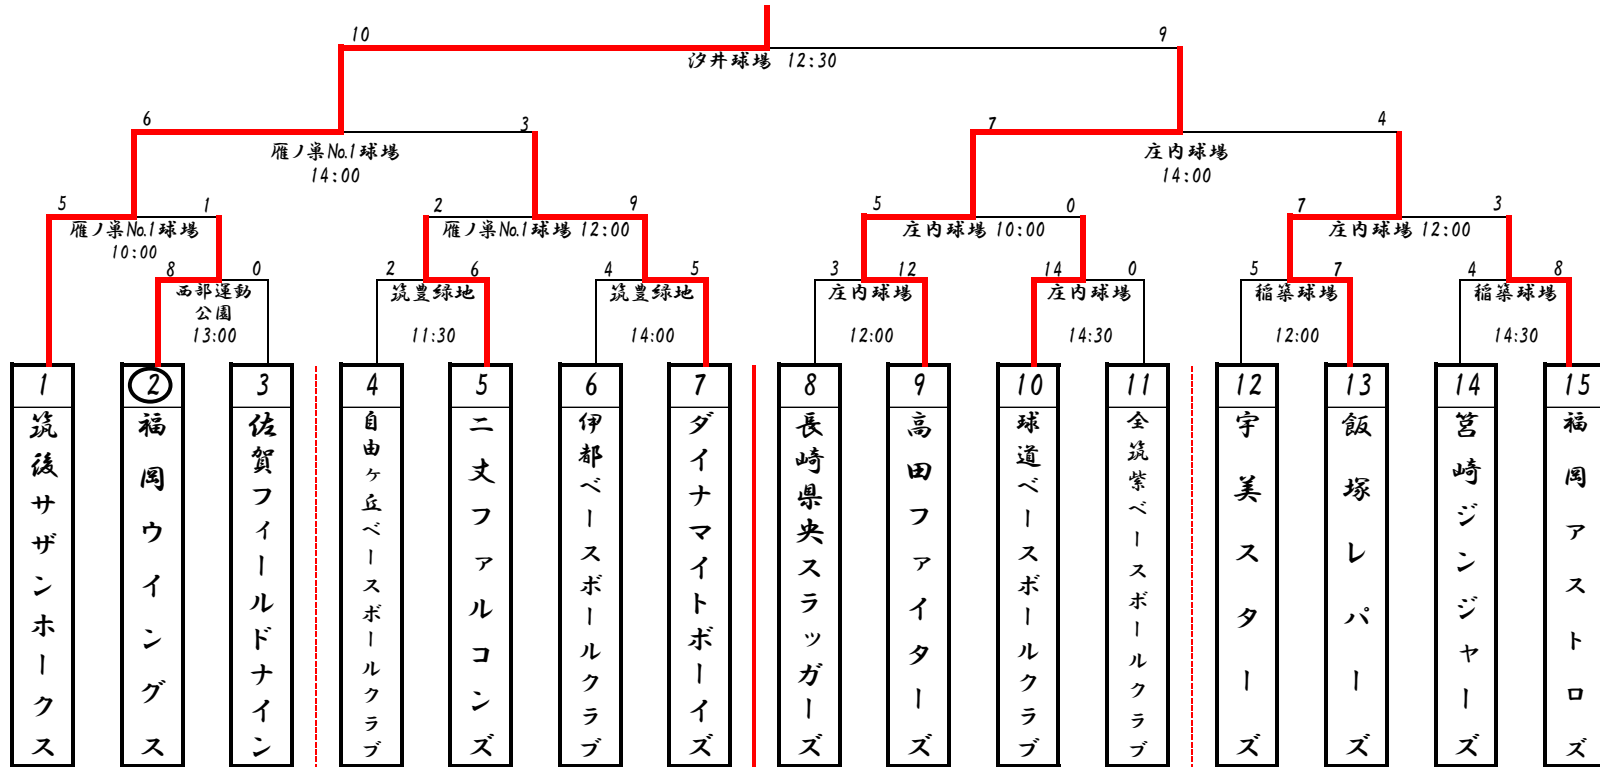 10 9
汐井球場 12:30
6 3 7 4
雁ノ巣No.1球場 庄内球場
14:00 14:00
5 1 2 9 5 0 7 3
雁ノ巣No.1球場 雁ノ巣No.1球場 12:00 庄内球場 10:00 庄内球場 12:00
10:00
8 0 2 6 4 5 3 12 14 0 5 7 4 8
西部運動 筑豊緑地 筑豊緑地 庄内球場 庄内球場 稲築球場 稲築球場
公園
13:00 11:30 14:00 12:00 14:30 12:00 14:30
1 2 3 4 5 6 7 8 9 10 11 12 13 14 15
筑後サザンホークス
福岡ウイングス
佐賀フィールドナイン
自由ヶ丘ベースボールクラブ
二丈ファルコンズ
伊都ベースボールクラブ
ダイナマイトボーイズ
長崎県央スラッガーズ
高田ファイターズ
球道ベースボールクラブ
全筑紫ベースボールクラブ
宇美スターズ
飯塚レパーズ
筥崎ジンジャーズ
福岡アストロズ